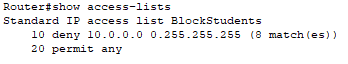 Router#show access-lists
Standard IP access list BlockStudents
10 deny 10.0.0.0 0.255.255.255 (8 match(es))
20 permit any